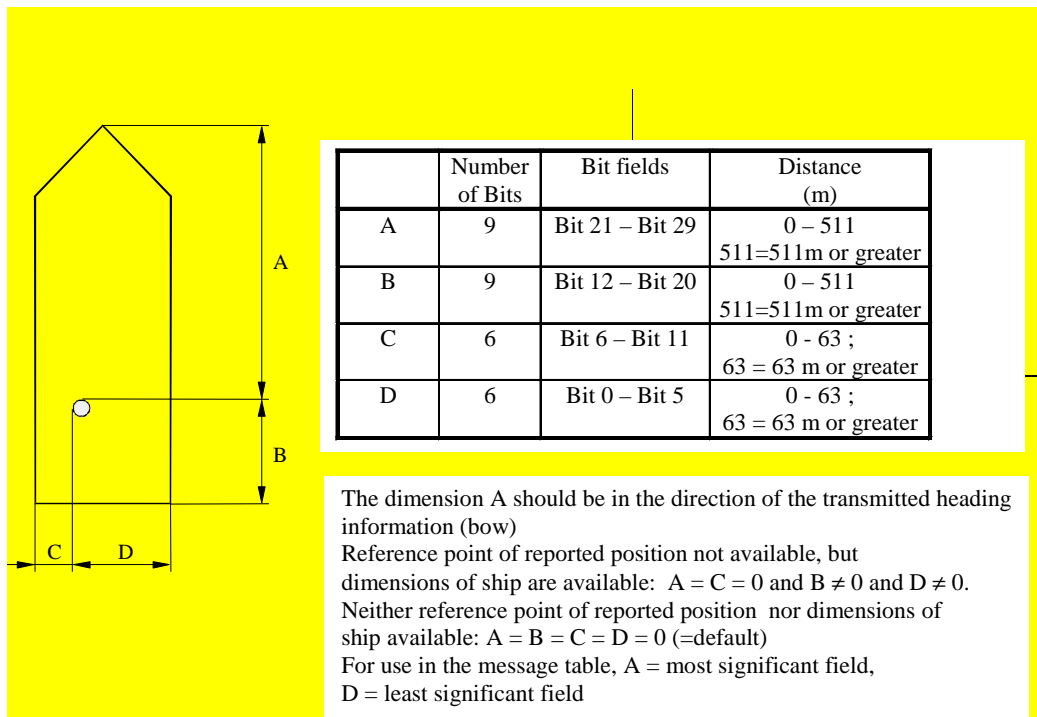 A
B
C D
Number of Bits Bit fields Distance (m)
A 9 Bit 21 – Bit 29 0 – 511
511=511m or greater
B 9 Bit 12 – Bit 20 0 – 511
511=511m or greater
C 6 Bit 6 – Bit 11 0 - 63 ;
63 = 63 m or greater
D 6 Bit 0 – Bit 5 0 - 63 ;
63 = 63 m or greater
The dimension A should be in the direction of the transmitted heading
information (bow)
Reference point of reported position not available, but
dimensions of ship are available: A = C = 0 and B ≠ 0 and D ≠ 0.
Neither reference point of reported position nor dimensions of
ship available: A = B = C = D = 0 (=default)
For use in the message table, A = most significant field,
D = least significant field